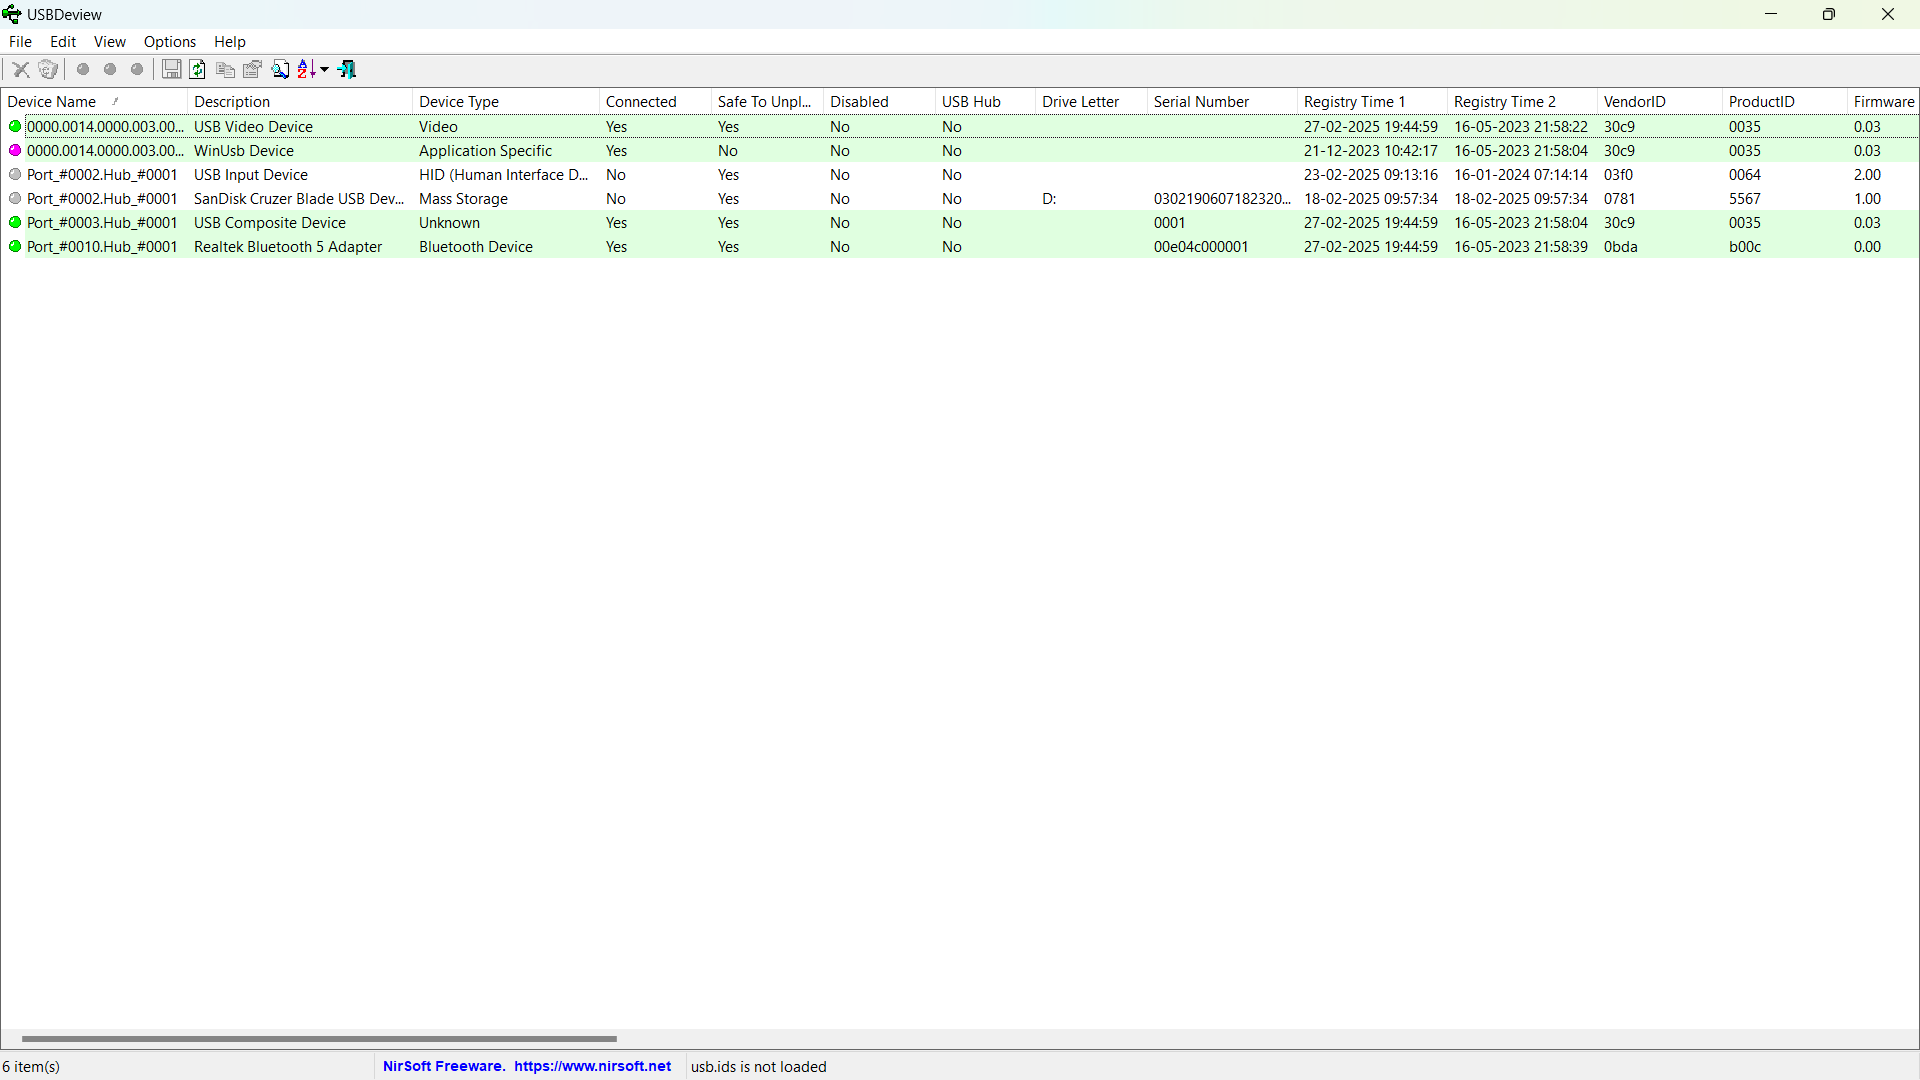 USBDeview
File Edit View Options Help
Device Name Description Device Type Connected Safe To Unpl... Disabled USB Hub Drive Letter Serial Number Registry Time 1 Registry Time 2 VendorID ProductID Firmware
0000.0014.0000.003.00... USB Video Device Video Yes Yes No No 27-02-2025 19:44:59 16-05-2023 21:58:22 30c9 0035 0.03
0000.0014.0000.003.00... WinUsb Device Application Specific Yes No No No 21-12-2023 10:42:17 16-05-2023 21:58:04 30c9 0035 0.03
Port_#0002.Hub_#0001 USB Input Device HID (Human Interface D... No Yes No No 23-02-2025 09:13:16 16-01-2024 07:14:14 03f0 0064 2.00
Port_#0002.Hub_#0001 SanDisk Cruzer Blade USB Dev... Mass Storage No Yes No No D: 0302190607182320... 18-02-2025 09:57:34 18-02-2025 09:57:34 0781 5567 1.00
Port_#0003.Hub_#0001 USB Composite Device Unknown Yes Yes No No 0001 27-02-2025 19:44:59 16-05-2023 21:58:04 30c9 0035 0.03
Port_#0010.Hub_#0001 Realtek Bluetooth 5 Adapter Bluetooth Device Yes Yes No No 00e04c000001 27-02-2025 19:44:59 16-05-2023 21:58:39 0bda b00c 0.00
6 item(s) NirSoft Freeware. https://www.nirsoft.net usb.ids is not loaded